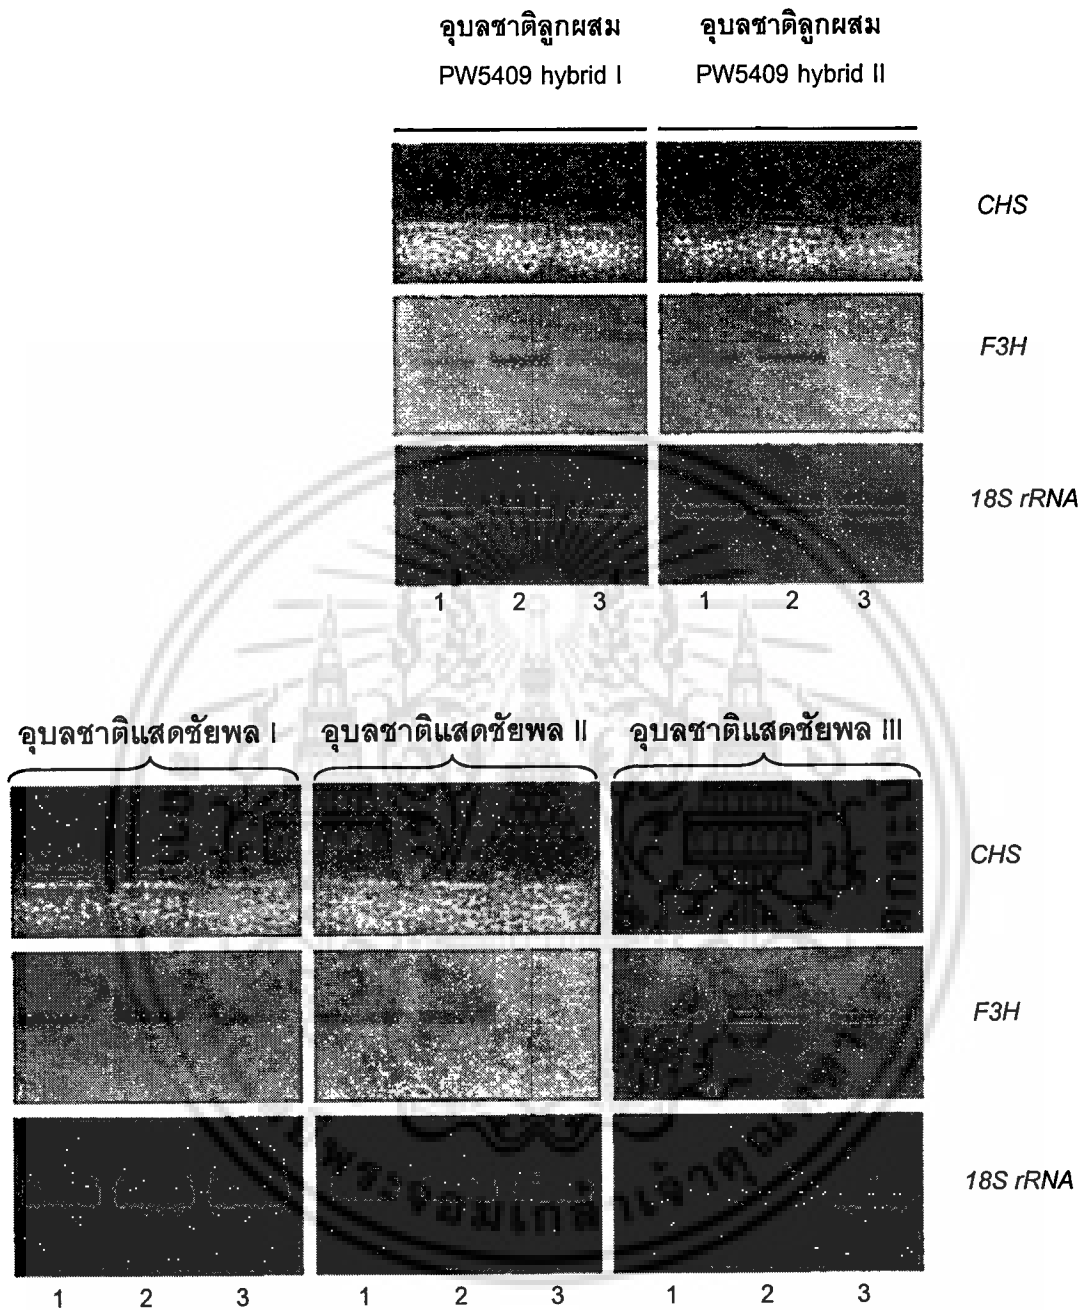 อุบลชาติลูกผสม
PW5409 hybrid I
อุบลชาติลูกผสม
PW5409 hybrid II
CHS
F3H
18S rRNA
1 2 3
1 2 3
อุบลชาติแสดชัยพล I
อุบลชาติแสดชัยพล II
อุบลชาติแสดชัยพล III
CHS
F3H
18S rRNA
1 2 3
1 2 3
1 2 3